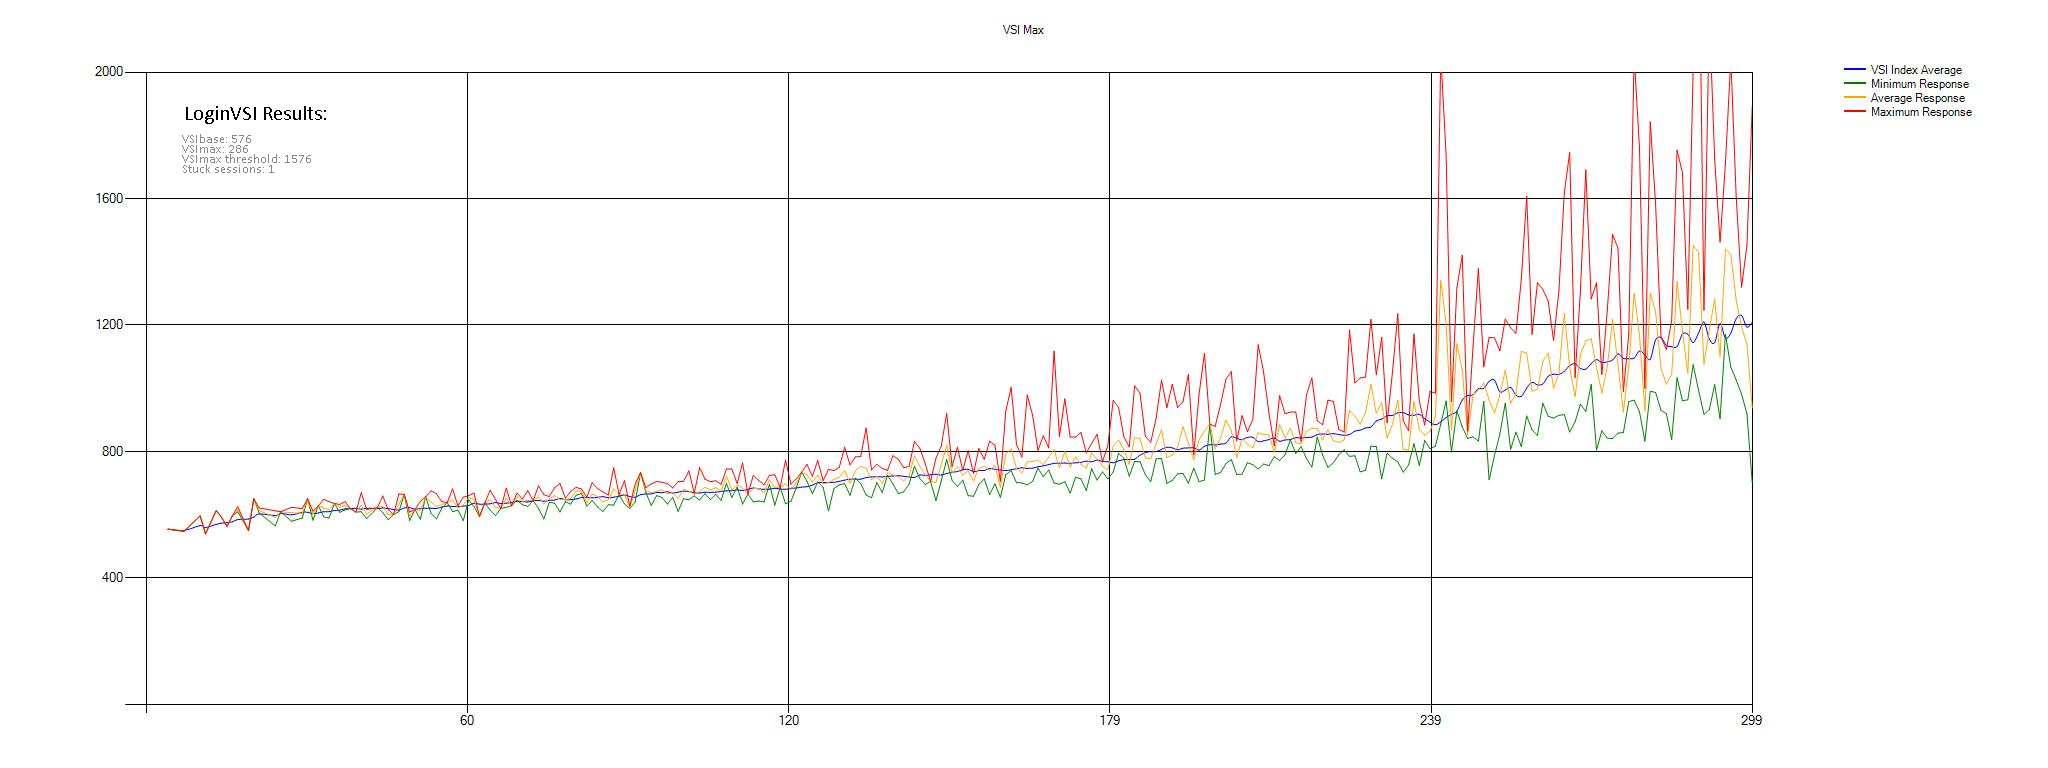 VSI Max
2000
1600
1200
800
400
60
120
179
239
299
LoginVSI Results:
VSIbase: 576
VSImax: 286
VSImax threshold: 1576
Stuck sessions: 1
VSI Index Average
Minimum Response
Average Response
Maximum Response